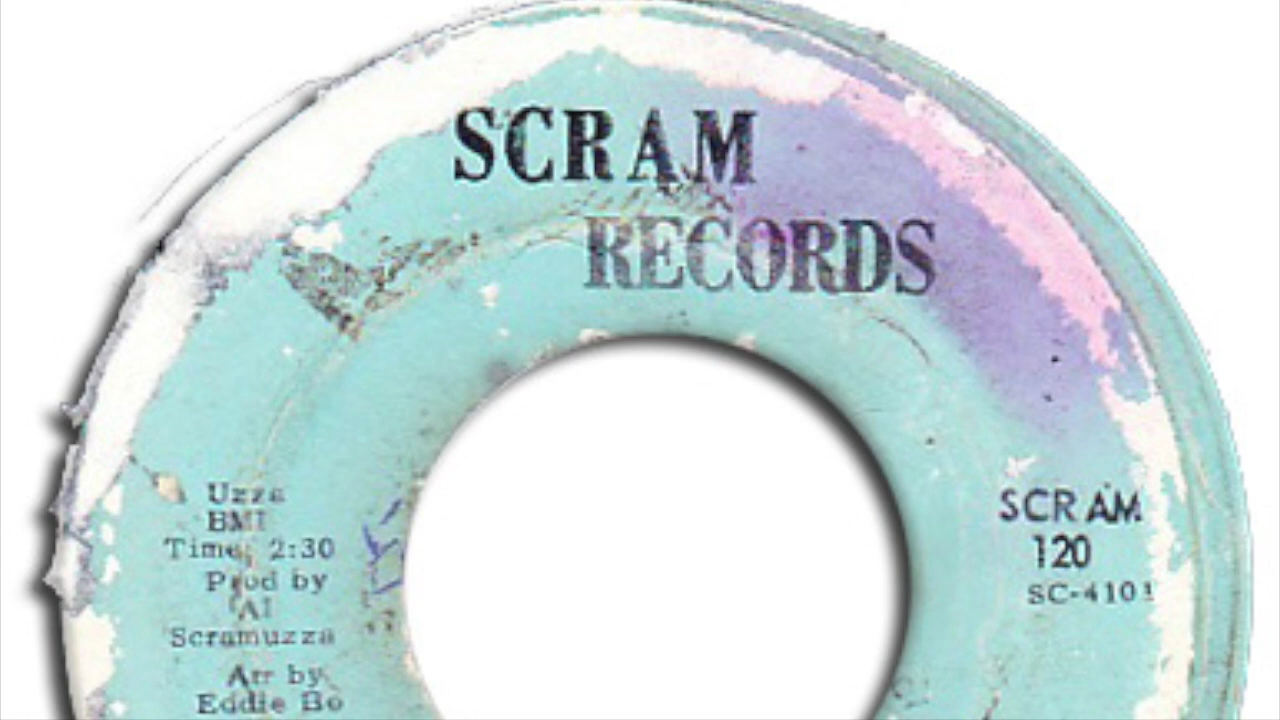 SCRAM
RECORDS
Uzza
BMI
Time: 2:30
Prod by
Al
Scramuzza
Arr by
Eddie Bo
SCRAM
120
SC-4101